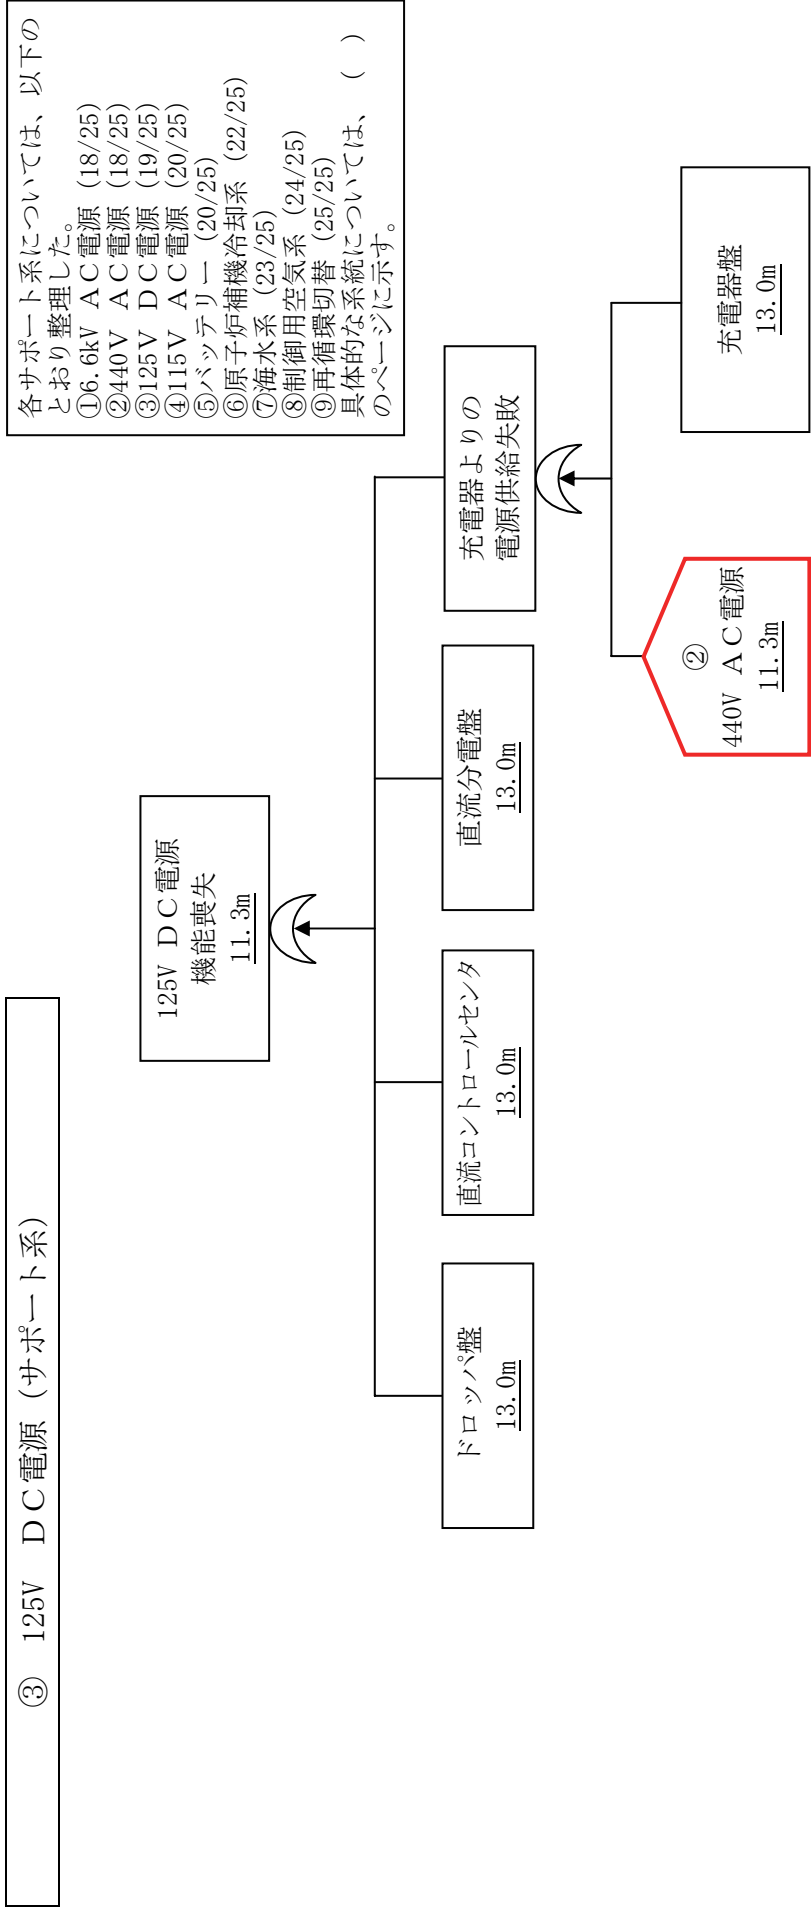 ③　125V　ＤＣ電源（サポート系）
各サポート系については、以下の
とおり整理した。
①6.6kV ＡＣ電源（18/25）
②440Ｖ ＡＣ電源（18/25）
③125Ｖ ＤＣ電源（19/25）
④115Ｖ ＡＣ電源（20/25）
⑤バッテリー（20/25）
⑥原子炉補機冷却系（22/25）
⑦海水系（23/25）
⑧制御用空気系（24/25）
⑨再循環切替（25/25）
具体的な系統については、（　）
のページに示す。
125V ＤＣ電源
機能喪失
11.3m
ドロッパ盤
13.0m
直流コントロールセンタ
13.0m
直流分電盤
13.0m
充電器よりの
電源供給失敗
②
440V ＡＣ電源
11.3m
充電器盤
13.0m